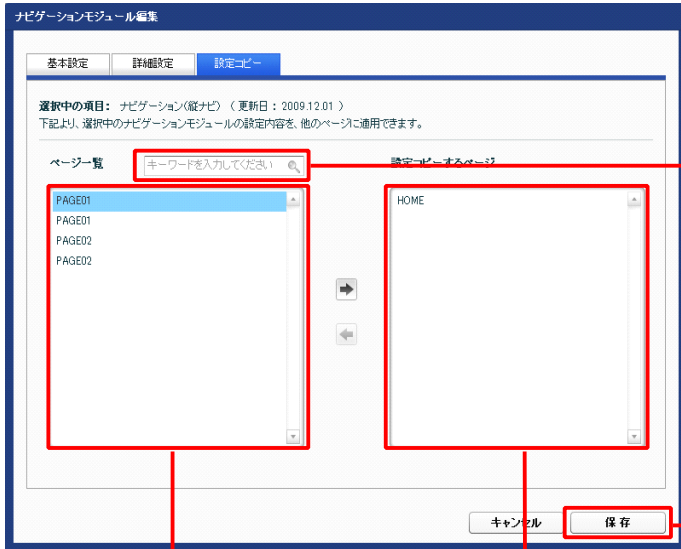 ナビゲーションモジュール編集
基本設定 詳細設定 設定コピー
選択中の項目： ナビゲーション(縦ナビ) （ 更新日 : 2009.12.01 ）
下記より、選択中のナビゲーションモジュールの設定内容を、他のページに適用できます。
ページ一覧 キーワードを入力してください 設定コピーするページ
PAGE01 HOME
PAGE01
PAGE02
PAGE02
キャンセル 保存